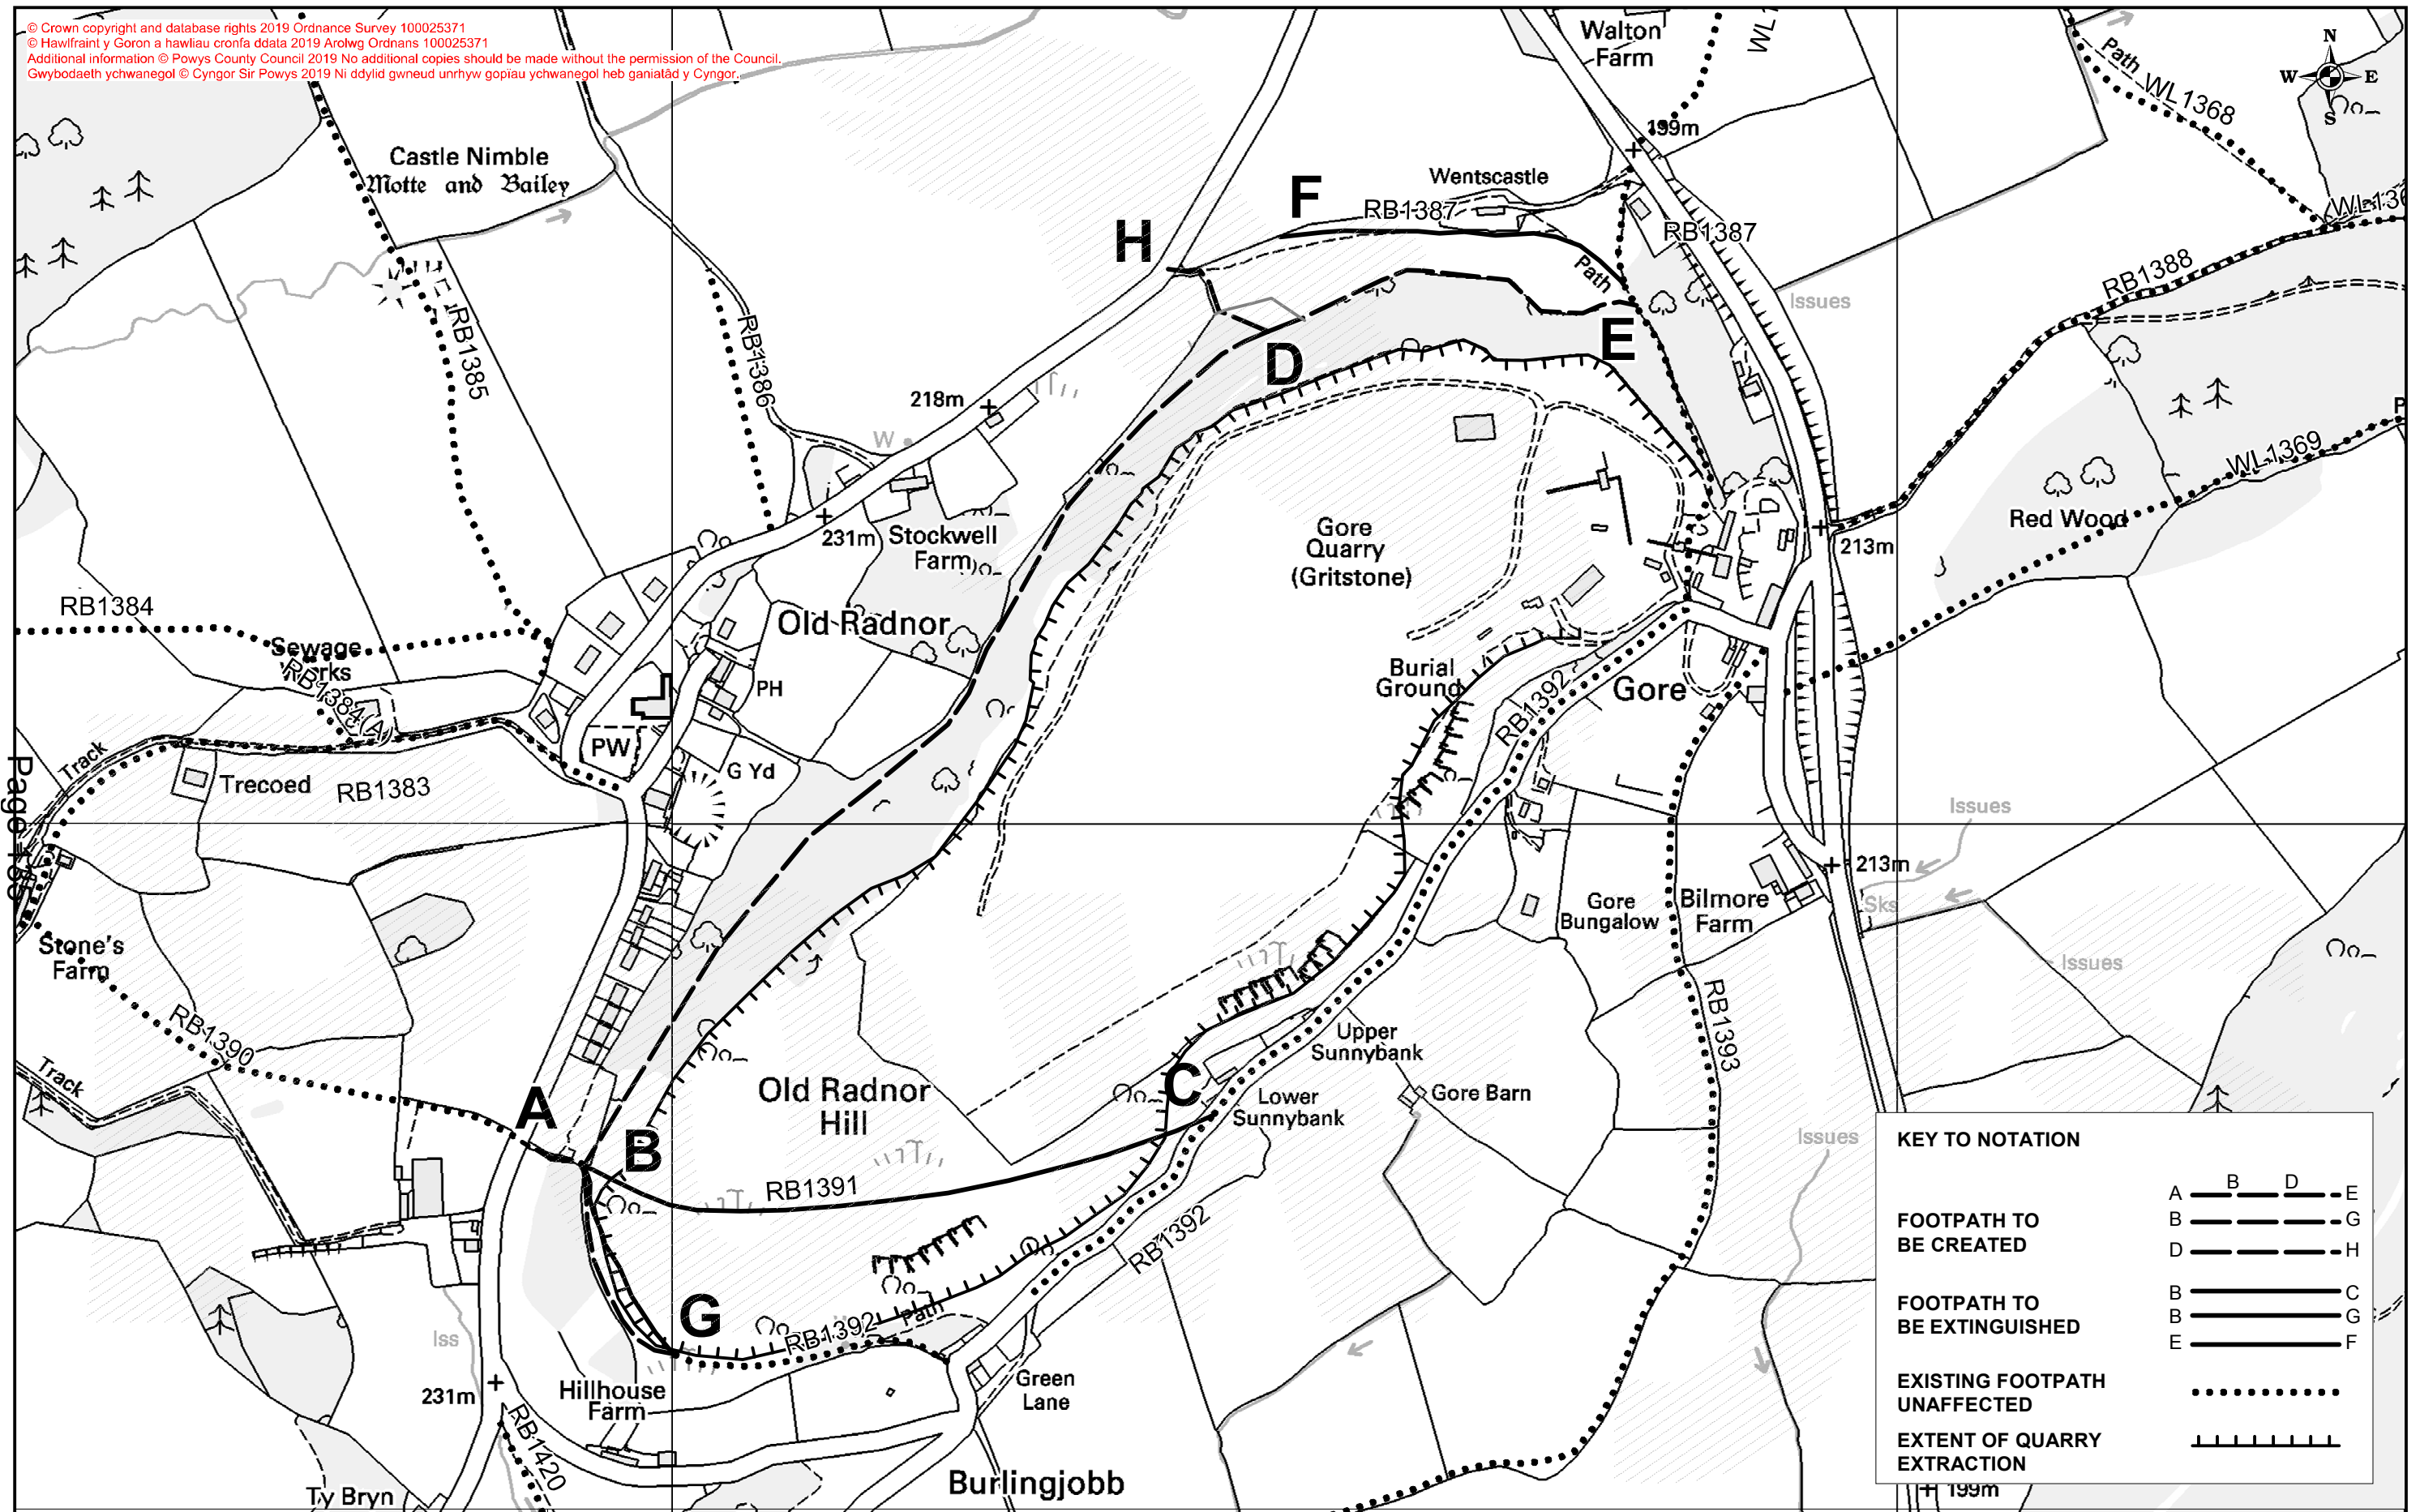 © Crown copyright and database rights 2019 Ordnance Survey 100025371
© Hawlfraint y Goron a hawliau cronfa ddata 2019 Arolwg Ordnans 100025371
Additional information © Powys County Council 2019 No additional copies should be made without the permission of the Council.
Gwybodaeth ychwanegol © Cyngor Sir Powys 2019 Ni ddylid gwneud unrhyw gopïau ychwanegol heb ganiatâd y Cyngor.
Walton
Farm
N
W E
S
Path
WL1368
199m
Castle Nimble
Motte and Bailey
Wentscastle
F
RB1387
RB1387
H
Path
RB1388
Issues
RB1385
RB1386
E
D
218m
W
WL1369
Red Wood
231m
Stockwell
Farm
Gore
Quarry
(Gritstone)
213m
RB1384
Old Radnor
Sewage
RB1384(A)
PH
Burial
Ground
RB1392
Gore
PW
Track
Trecoed
RB1383
G Yd
Issues
213m
Gore
Bungalow
Bilmore
Farm
Sks
Stone's
Farm
Issues
RB1390
RB1393
Track
Upper
Sunnybank
A
Old Radnor
Hill
C
Lower
Sunnybank
Gore Barn
B
Issues
RB1391
RB1392
G
Path
RB1392
Iss
231m
Hillhouse
Farm
Green
Lane
RB1420
Ty Bryn
Burlingjobb
199m
KEY TO NOTATION
FOOTPATH TO
BE CREATED
A B D E
B G
D H
FOOTPATH TO
BE EXTINGUISHED
B C
B G
E F
EXISTING FOOTPATH
UNAFFECTED
EXTENT OF QUARRY
EXTRACTION